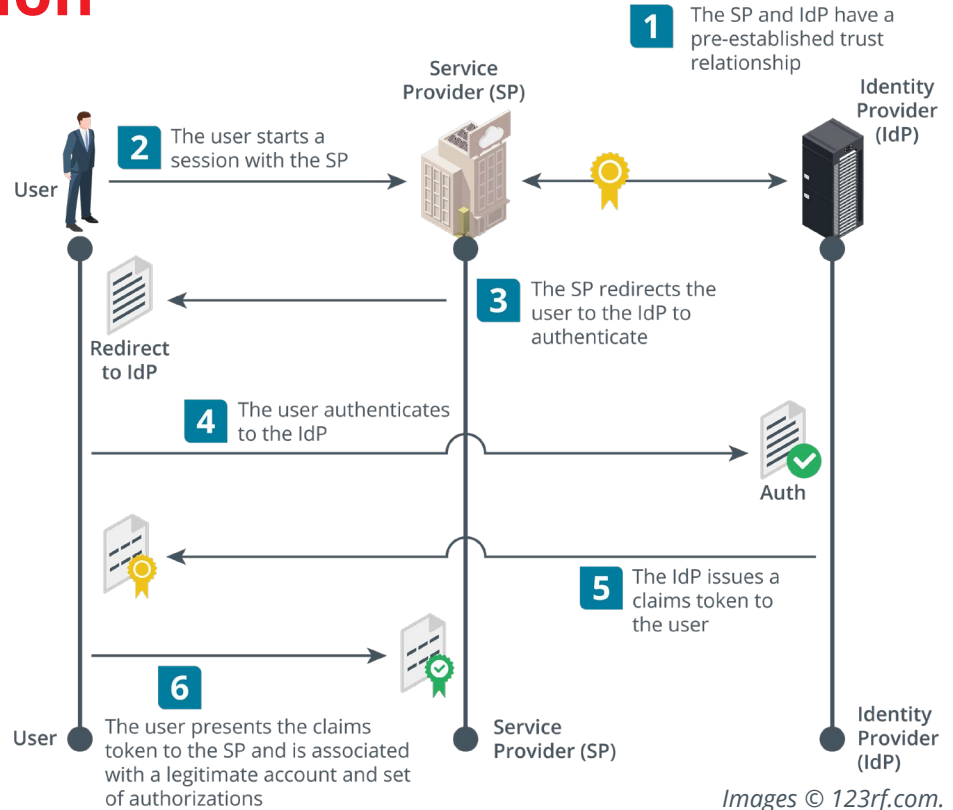 1
The SP and IdP have a
pre-established trust
relationship
Service
Provider (SP)
Identity
Provider
(IdP)
2
The user starts a
session with the SP
User
3
The SP redirects the
user to the IdP to
authenticate
Redirect
to IdP
4
The user authenticates
to the IdP
Auth
5
The IdP issues a
claims token to
the user
6
The user presents the claims
token to the SP and is associated
with a legitimate account and set
of authorizations
User
Service
Provider (SP)
Identity
Provider
(IdP)
Images © 123rf.com.